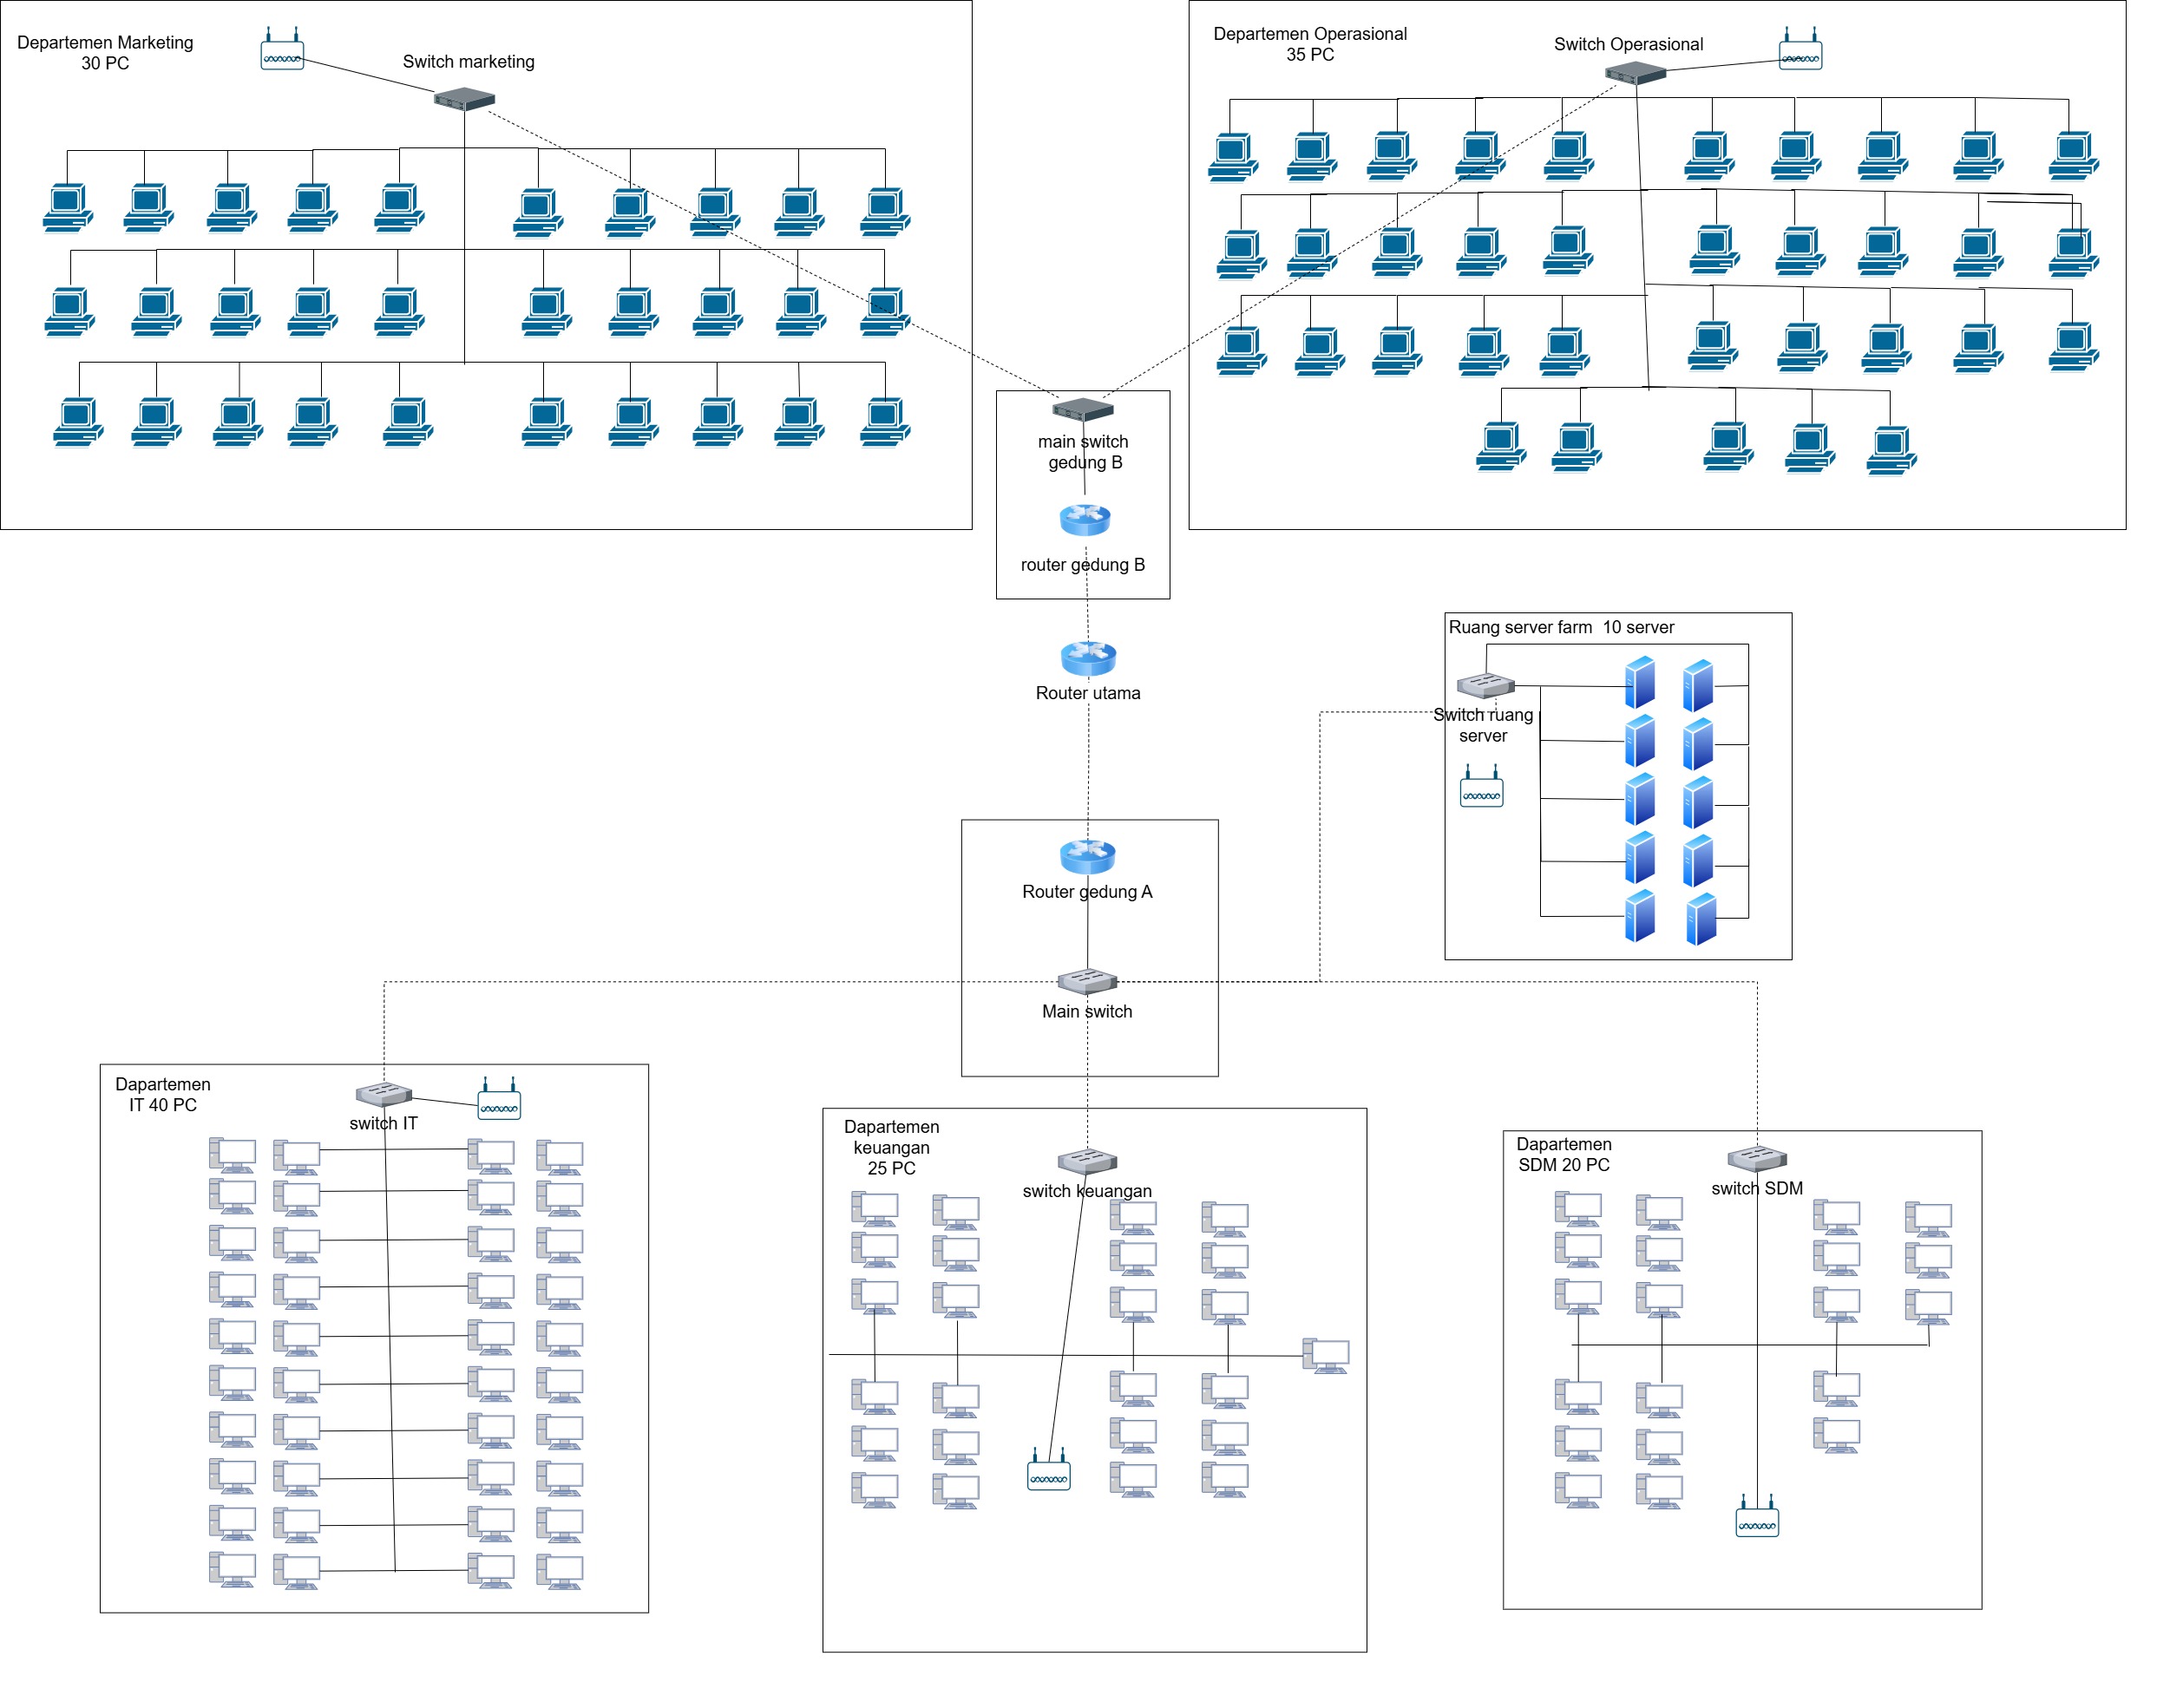 Departemen Marketing
30 PC
Switch marketing
Departemen Operasional
35 PC
Switch Operasional
main switch
gedung B
router gedung B
Router utama
Ruang server farm  10 server
Switch ruang
server
Router gedung A
Main switch
Dapartemen
IT 40 PC
switch IT
Dapartemen
keuangan
25 PC
switch keuangan
Dapartemen
SDM 20 PC
switch SDM